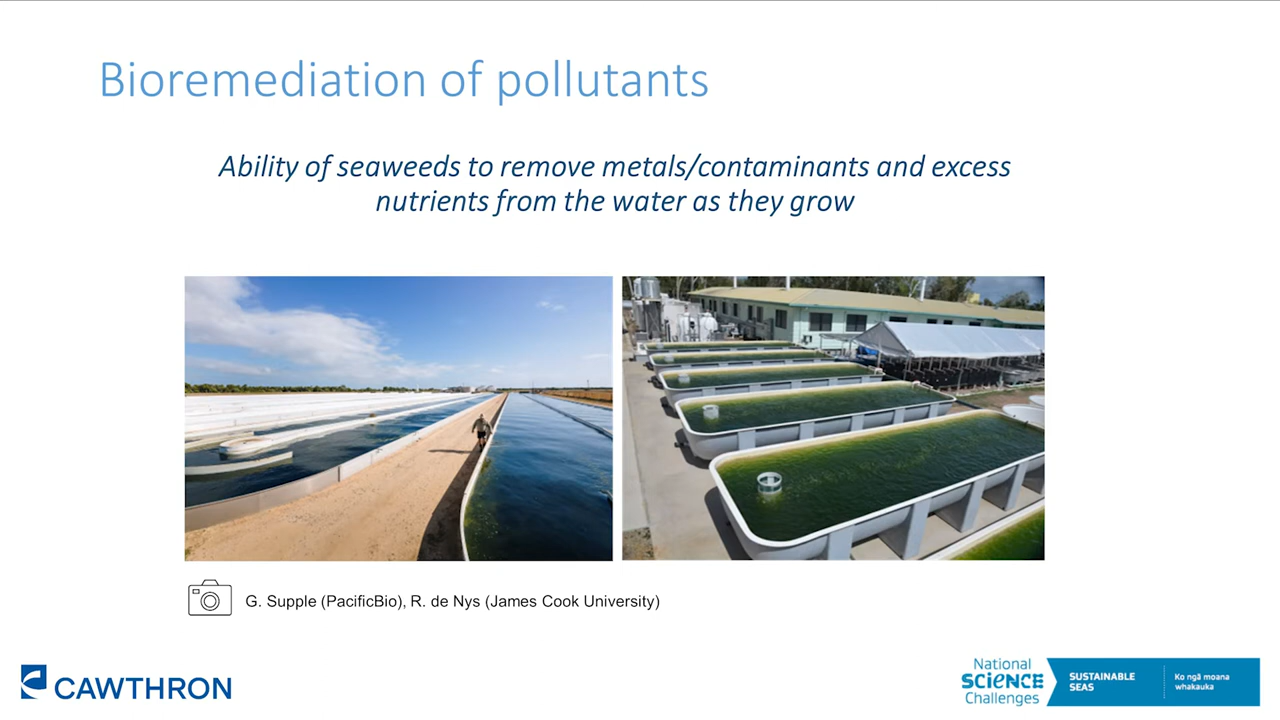 Bioremediation of pollutants
Ability of seaweeds to remove metals/contaminants and excess
nutrients from the water as they grow
G. Supple (PacificBio), R. de Nys (James Cook University)
CAWTHRON
National
SCIENCE
Challenges
SUSTAINABLE
SEAS
Ko ngā moana
whakauka